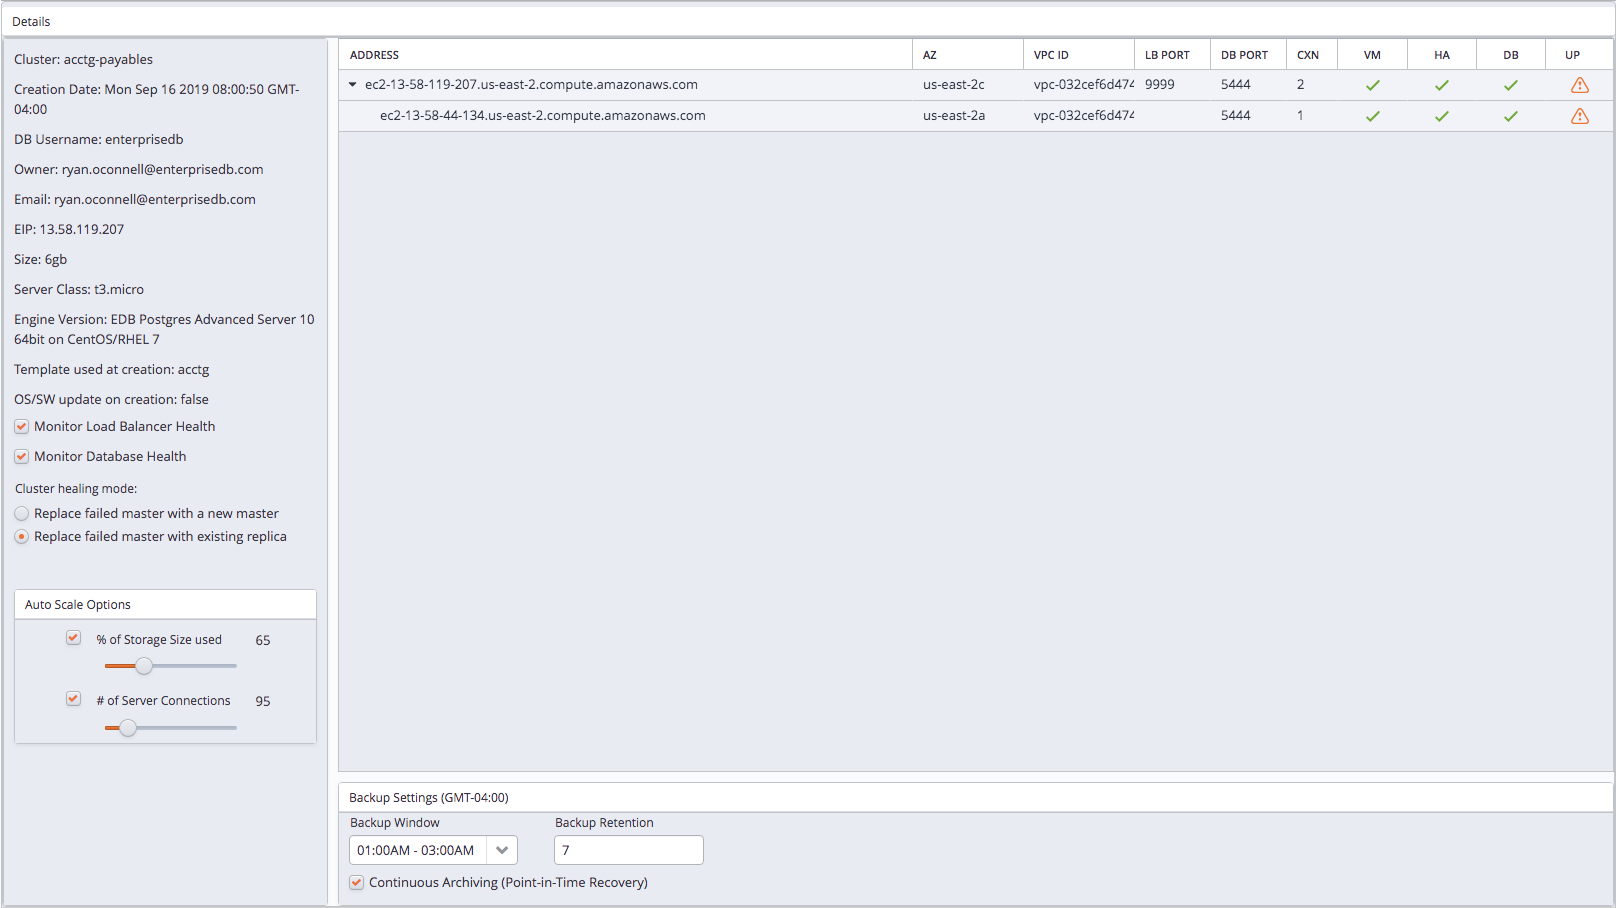 Details
Cluster: acctg-payables
Creation Date: Mon Sep 16 2019 08:00:50 GMT-
04:00
DB Username: enterprisedb
Owner: ryan.oconnell@enterprisedb.com
Email: ryan.oconnell@enterprisedb.com
EIP: 13.58.119.207
Size: 6gb
Server Class: t3.micro
Engine Version: EDB Postgres Advanced Server 10
64bit on CentOS/RHEL 7
Template used at creation: acctg
OS/SW update on creation: false
Monitor Load Balancer Health
Monitor Database Health
Cluster healing mode:
Replace failed master with a new master
Replace failed master with existing replica
Auto Scale Options
% of Storage Size used 65
# of Server Connections 95
ADDRESS AZ VPC ID LB PORT DB PORT CXN VM HA DB UP
ec2-13-58-119-207.us-east-2.compute.amazonaws.com us-east-2c vpc-032cef6d474 9999 5444 2
ec2-13-58-44-134.us-east-2.compute.amazonaws.com us-east-2a vpc-032cef6d474 5444 1
Backup Settings (GMT-04:00)
Backup Window Backup Retention
01:00AM - 03:00AM 7
Continuous Archiving (Point-in-Time Recovery)